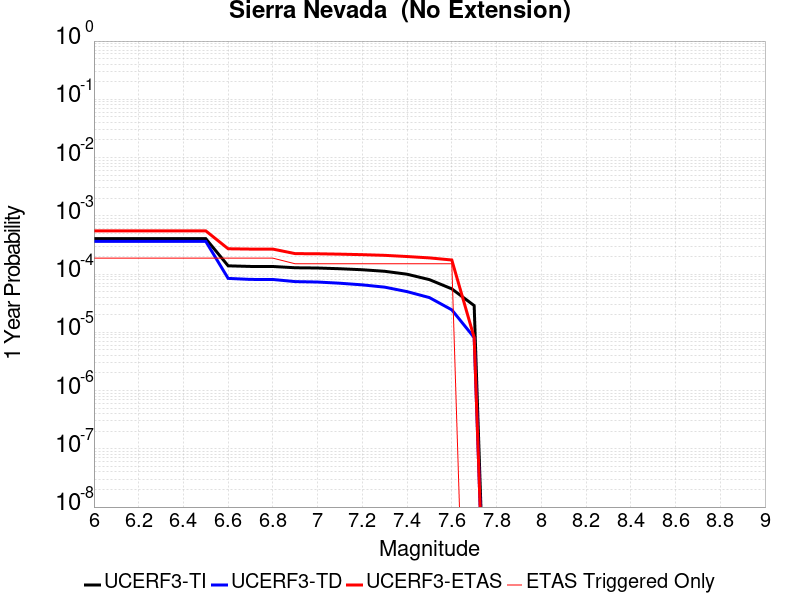 Sierra Nevada (No Extension)
10^0
10^-1
10^-2
10^-3
10^-4
10^-5
10^-6
10^-7
10^-8
1 Year Probability
6 6.2 6.4 6.6 6.8 7 7.2 7.4 7.6 7.8 8 8.2 8.4 8.6 8.8 9
Magnitude
UCERF3-TI UCERF3-TD UCERF3-ETAS ETAS Triggered Only